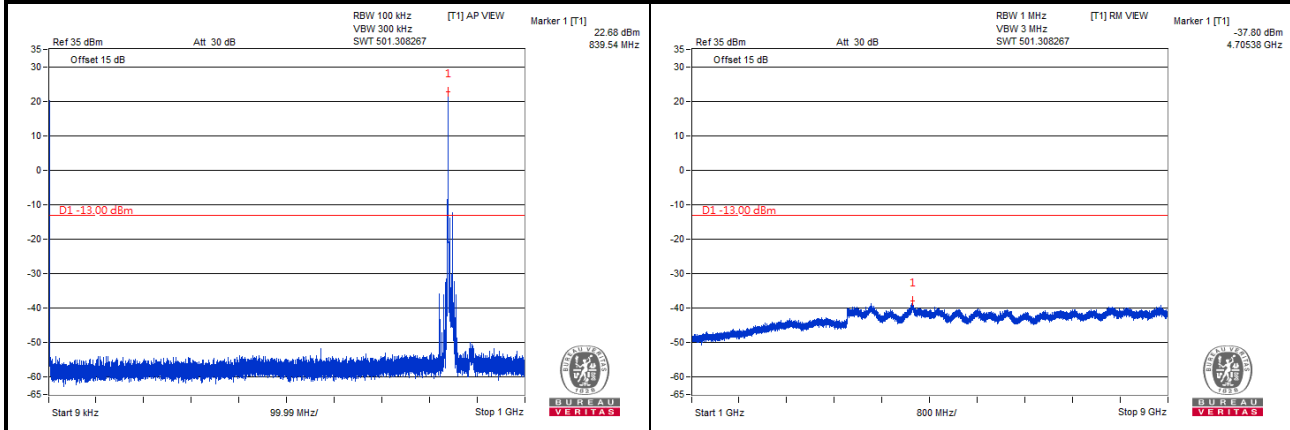 RBW 100 kHz [T1] AP VIEW
VBW 300 kHz
Ref 35 dBm Att 30 dB SWT 501.308267
Marker 1 [T1]
22.68 dBm
839.54 MHz
Offset 15 dB
1
35
30
20
10
0
-10
-20
-30
-40
-50
-60
-65
D1 -13.00 dBm
Start 9 kHz 99.99 MHz/ Stop 1 GHz
BUREAU VERITAS
1828
BUREAU
VERITAS
RBW 1 MHz [T1] RM VIEW
VBW 3 MHz
Ref 35 dBm Att 30 dB SWT 501.308267
Marker 1 [T1]
-37.80 dBm
4.70538 GHz
Offset 15 dB
35
30
20
10
0
-10
-20
-30
-40
-50
-60
-65
D1 -13.00 dBm
1
Start 1 GHz 800 MHz/ Stop 9 GHz
BUREAU VERITAS
1828
BUREAU
VERITAS